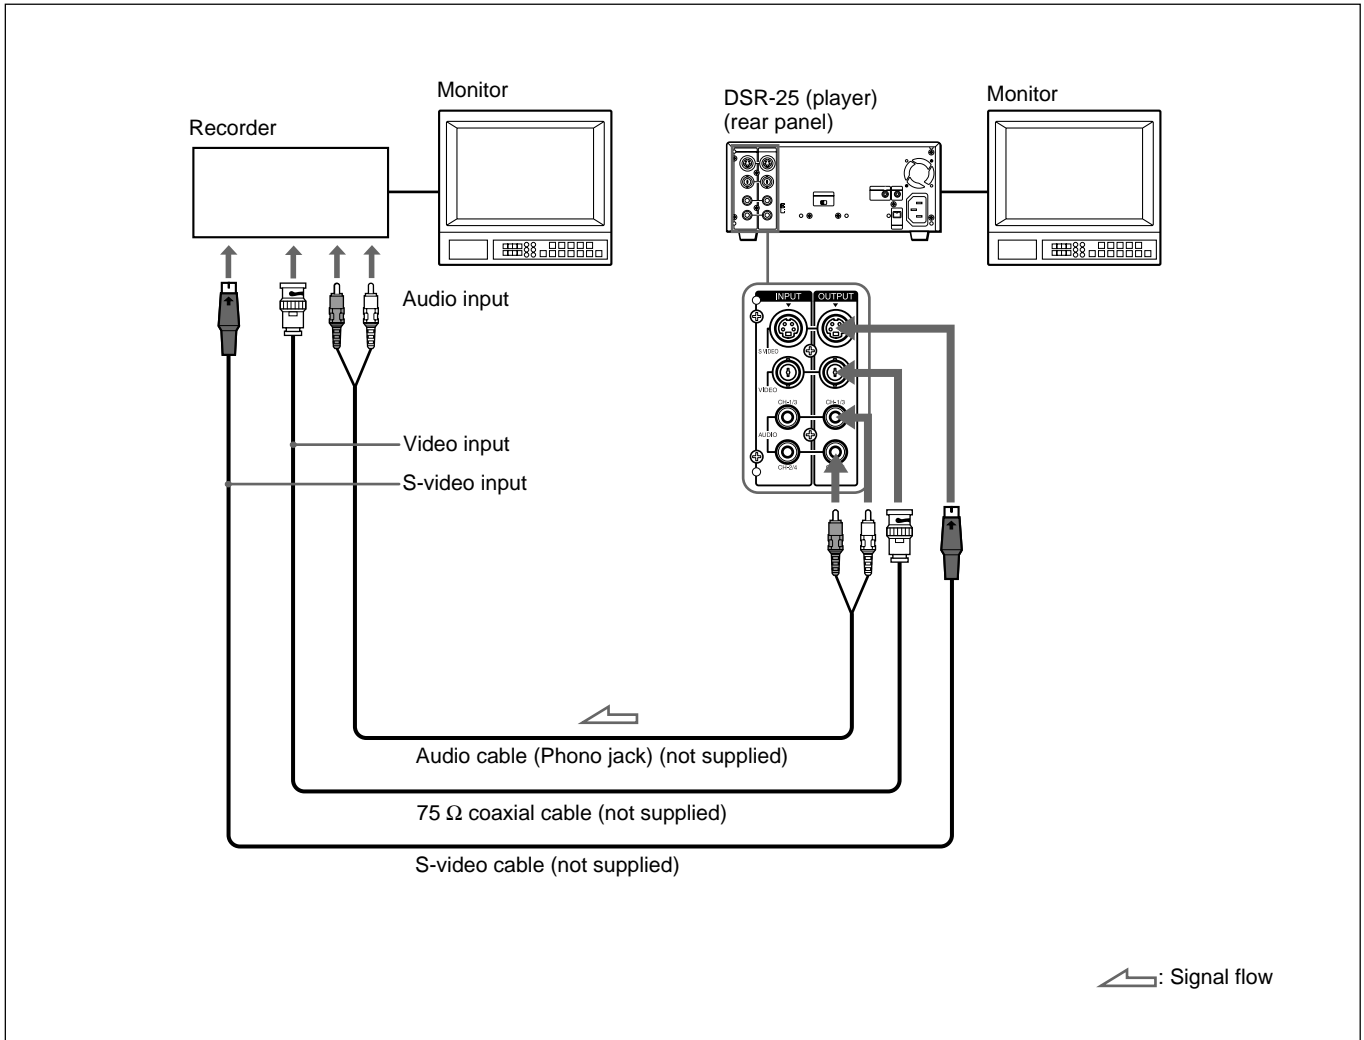 Recorder
Monitor
DSR-25 (player)
(rear panel)
Monitor
INPUT
OUTPUT
S VIDEO
VIDEO
CH-1/3
CH-1/3
AUDIO
CH-2/4
Audio input
Video input
S-video input
Audio cable (Phono jack) (not supplied)
75 Ω coaxial cable (not supplied)
S-video cable (not supplied)
: Signal flow